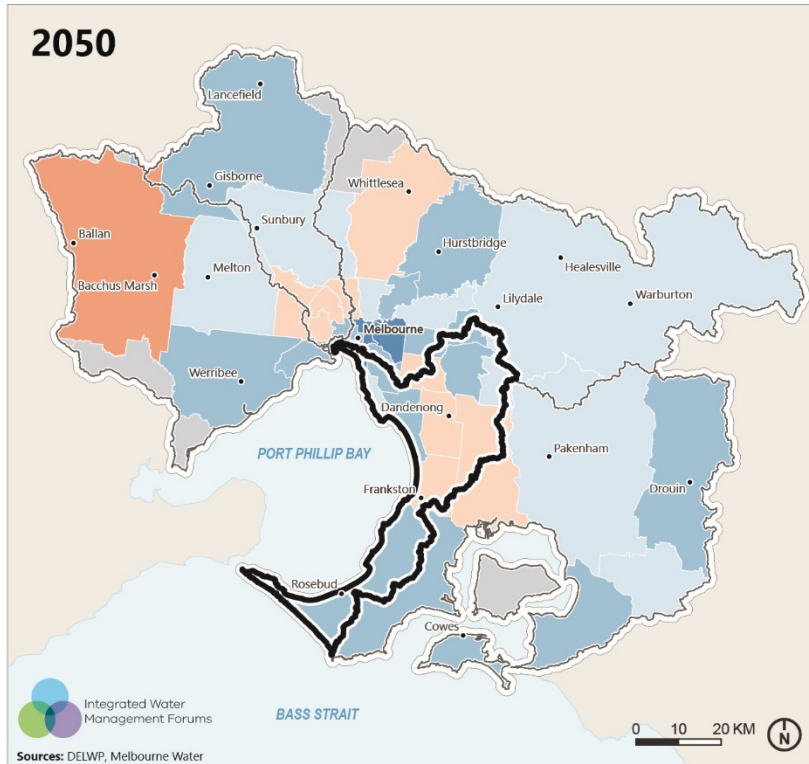 2050
Lancefield
Gisborne
Whittlesea
Ballan
Sunbury
Hurstbridge
Healesville
Bacchus Marsh
Melton
Lilydale
Warburton
Melbourne
Werribee
Dandenong
PORT PHILLIP BAY
Pakenham
Drouin
Frankston
Rosebud
Cowes
Integrated Water
Management Forums
BASS STRAIT
0 10 20 KM
N
Sources: DELWP, Melbourne Water